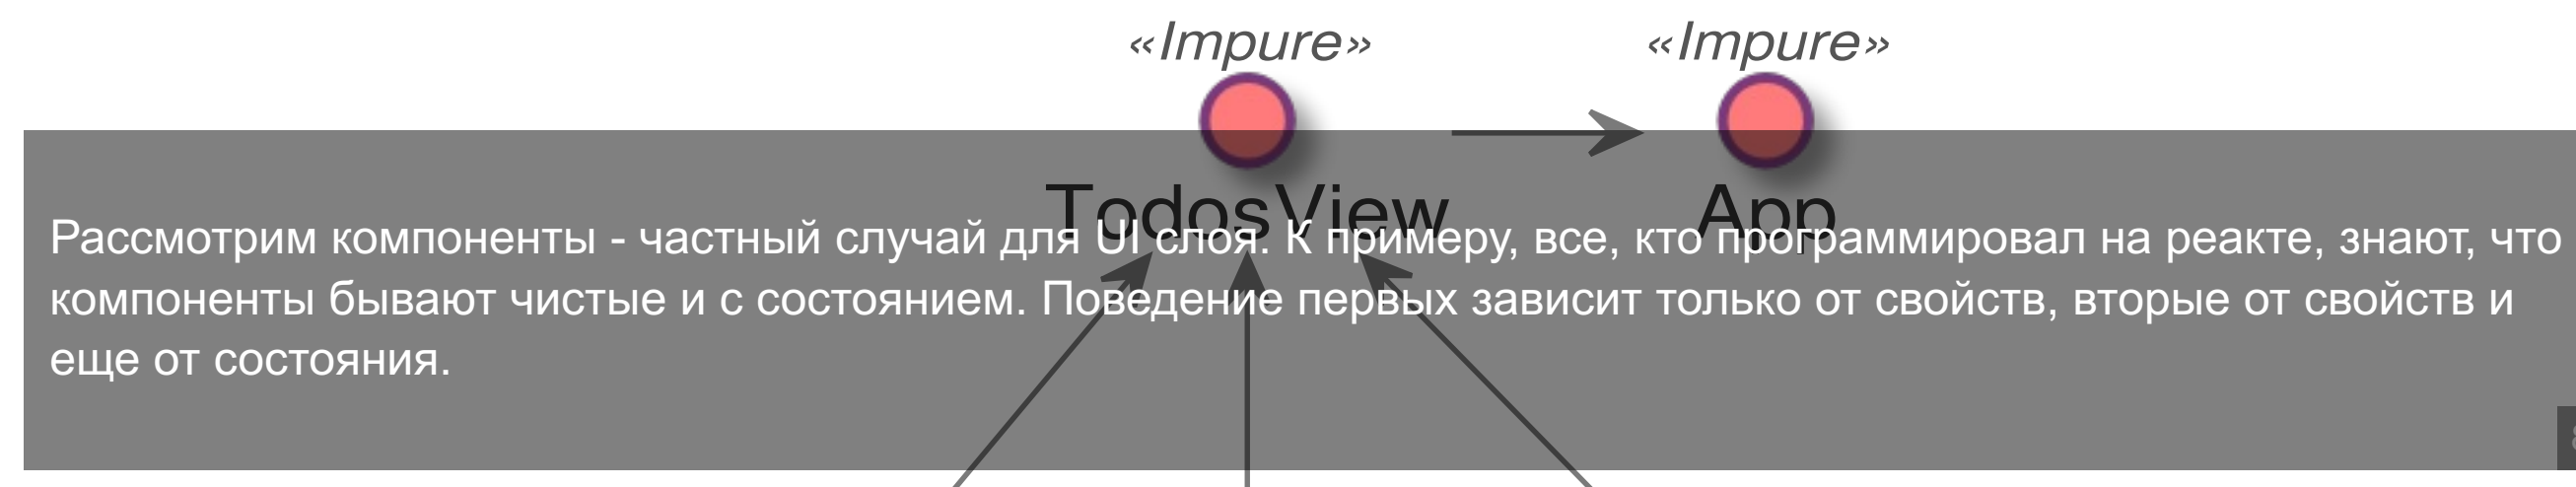 «Impure» «Impure»
TodosView App
Рассмотрим компоненты - частный случай для UI слоя. К примеру, все, кто программировал на реакте, знают, что
компоненты бывают чистые и с состоянием. Поведение первых зависит только от свойств, вторые от свойств и
еще от состояния.